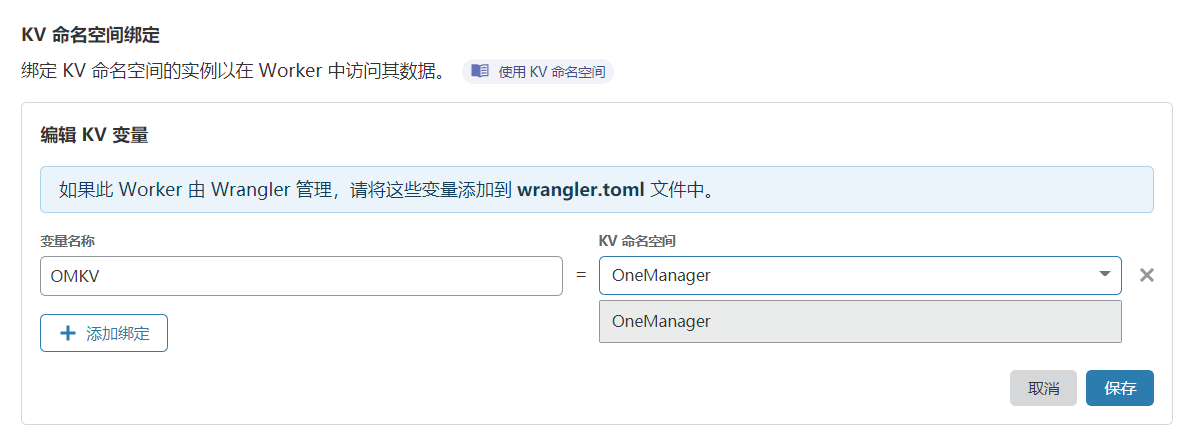 KV 命名空间绑定
绑定 KV 命名空间的实例以在 Worker 中访问其数据。 使用 KV 命名空间
编辑 KV 变量
如果此 Worker 由 Wrangler 管理，请将这些变量添加到 wrangler.toml 文件中。
变量名称 KV 命名空间
OMKV = OneManager
OneManager
添加绑定
取消 保存